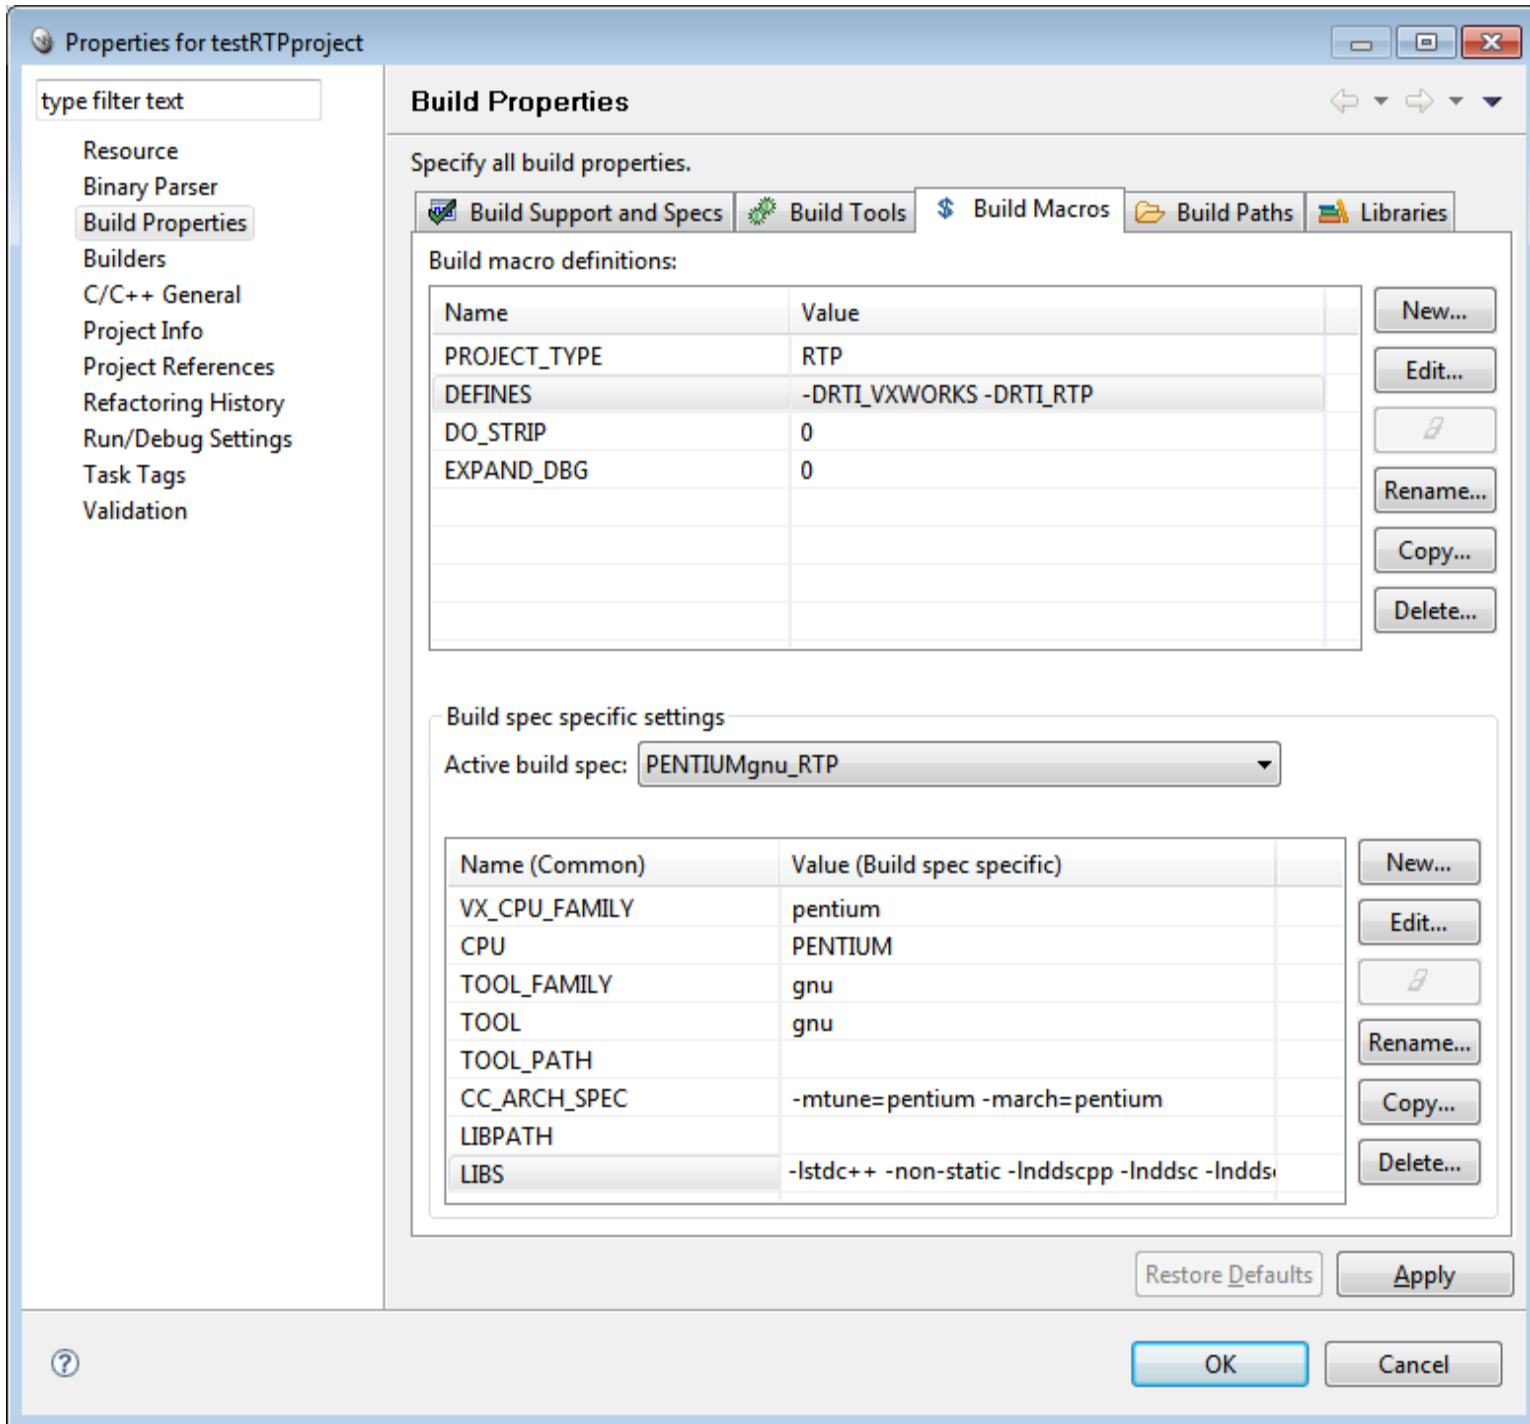 Properties for testRTPproject
type filter text
Resource
Binary Parser
Build Properties
Builders
C/C++ General
Project Info
Project References
Refactoring History
Run/Debug Settings
Task Tags
Validation
Build Properties
Specify all build properties.
Build Support and Specs Build Tools $ Build Macros Build Paths Libraries
Build macro definitions:
Name Value
PROJECT_TYPE RTP
DEFINES -DRTI_VXWORKS -DRTI_RTP
DO_STRIP 0
EXPAND_DBG 0
New...
Edit...
Rename...
Copy...
Delete...
Build spec specific settings
Active build spec: PENTIUMgnu_RTP
Name (Common) Value (Build spec specific)
VX_CPU_FAMILY pentium
CPU PENTIUM
TOOL_FAMILY gnu
TOOL gnu
TOOL_PATH
CC_ARCH_SPEC -mtune=pentium -march=pentium
LIBPATH
LIBS -lstdc++ -non-static -lnddscpp -lnddsc
New...
Edit...
Rename...
Copy...
Delete...
Restore Defaults Apply
? OK Cancel